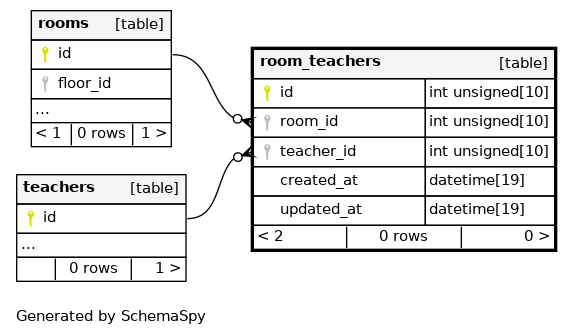 rooms [table]
id
floor_id
...
< 1 0 rows 1 >
teachers [table]
id
...
0 rows 1 >
room_teachers [table]
id int unsigned[10]
room_id int unsigned[10]
teacher_id int unsigned[10]
created_at datetime[19]
updated_at datetime[19]
< 2 0 rows 0 >
Generated by SchemaSpy